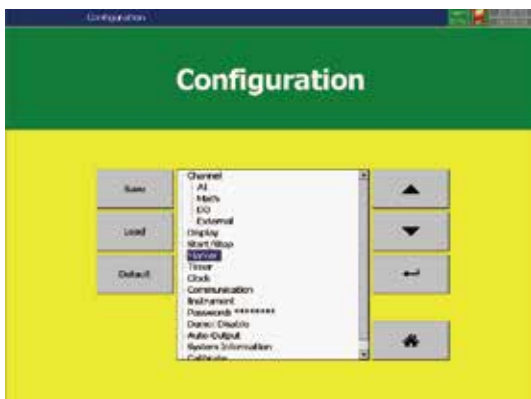 Configuration
Configuration
Save
Load
Default
Channel
AI
Math
DO
External
Display
Start/Stop
Marker
Timer
Clock
Communication
Instrument
Password: ********
Demo: Disable
Auto Output
System Information
Calibrate